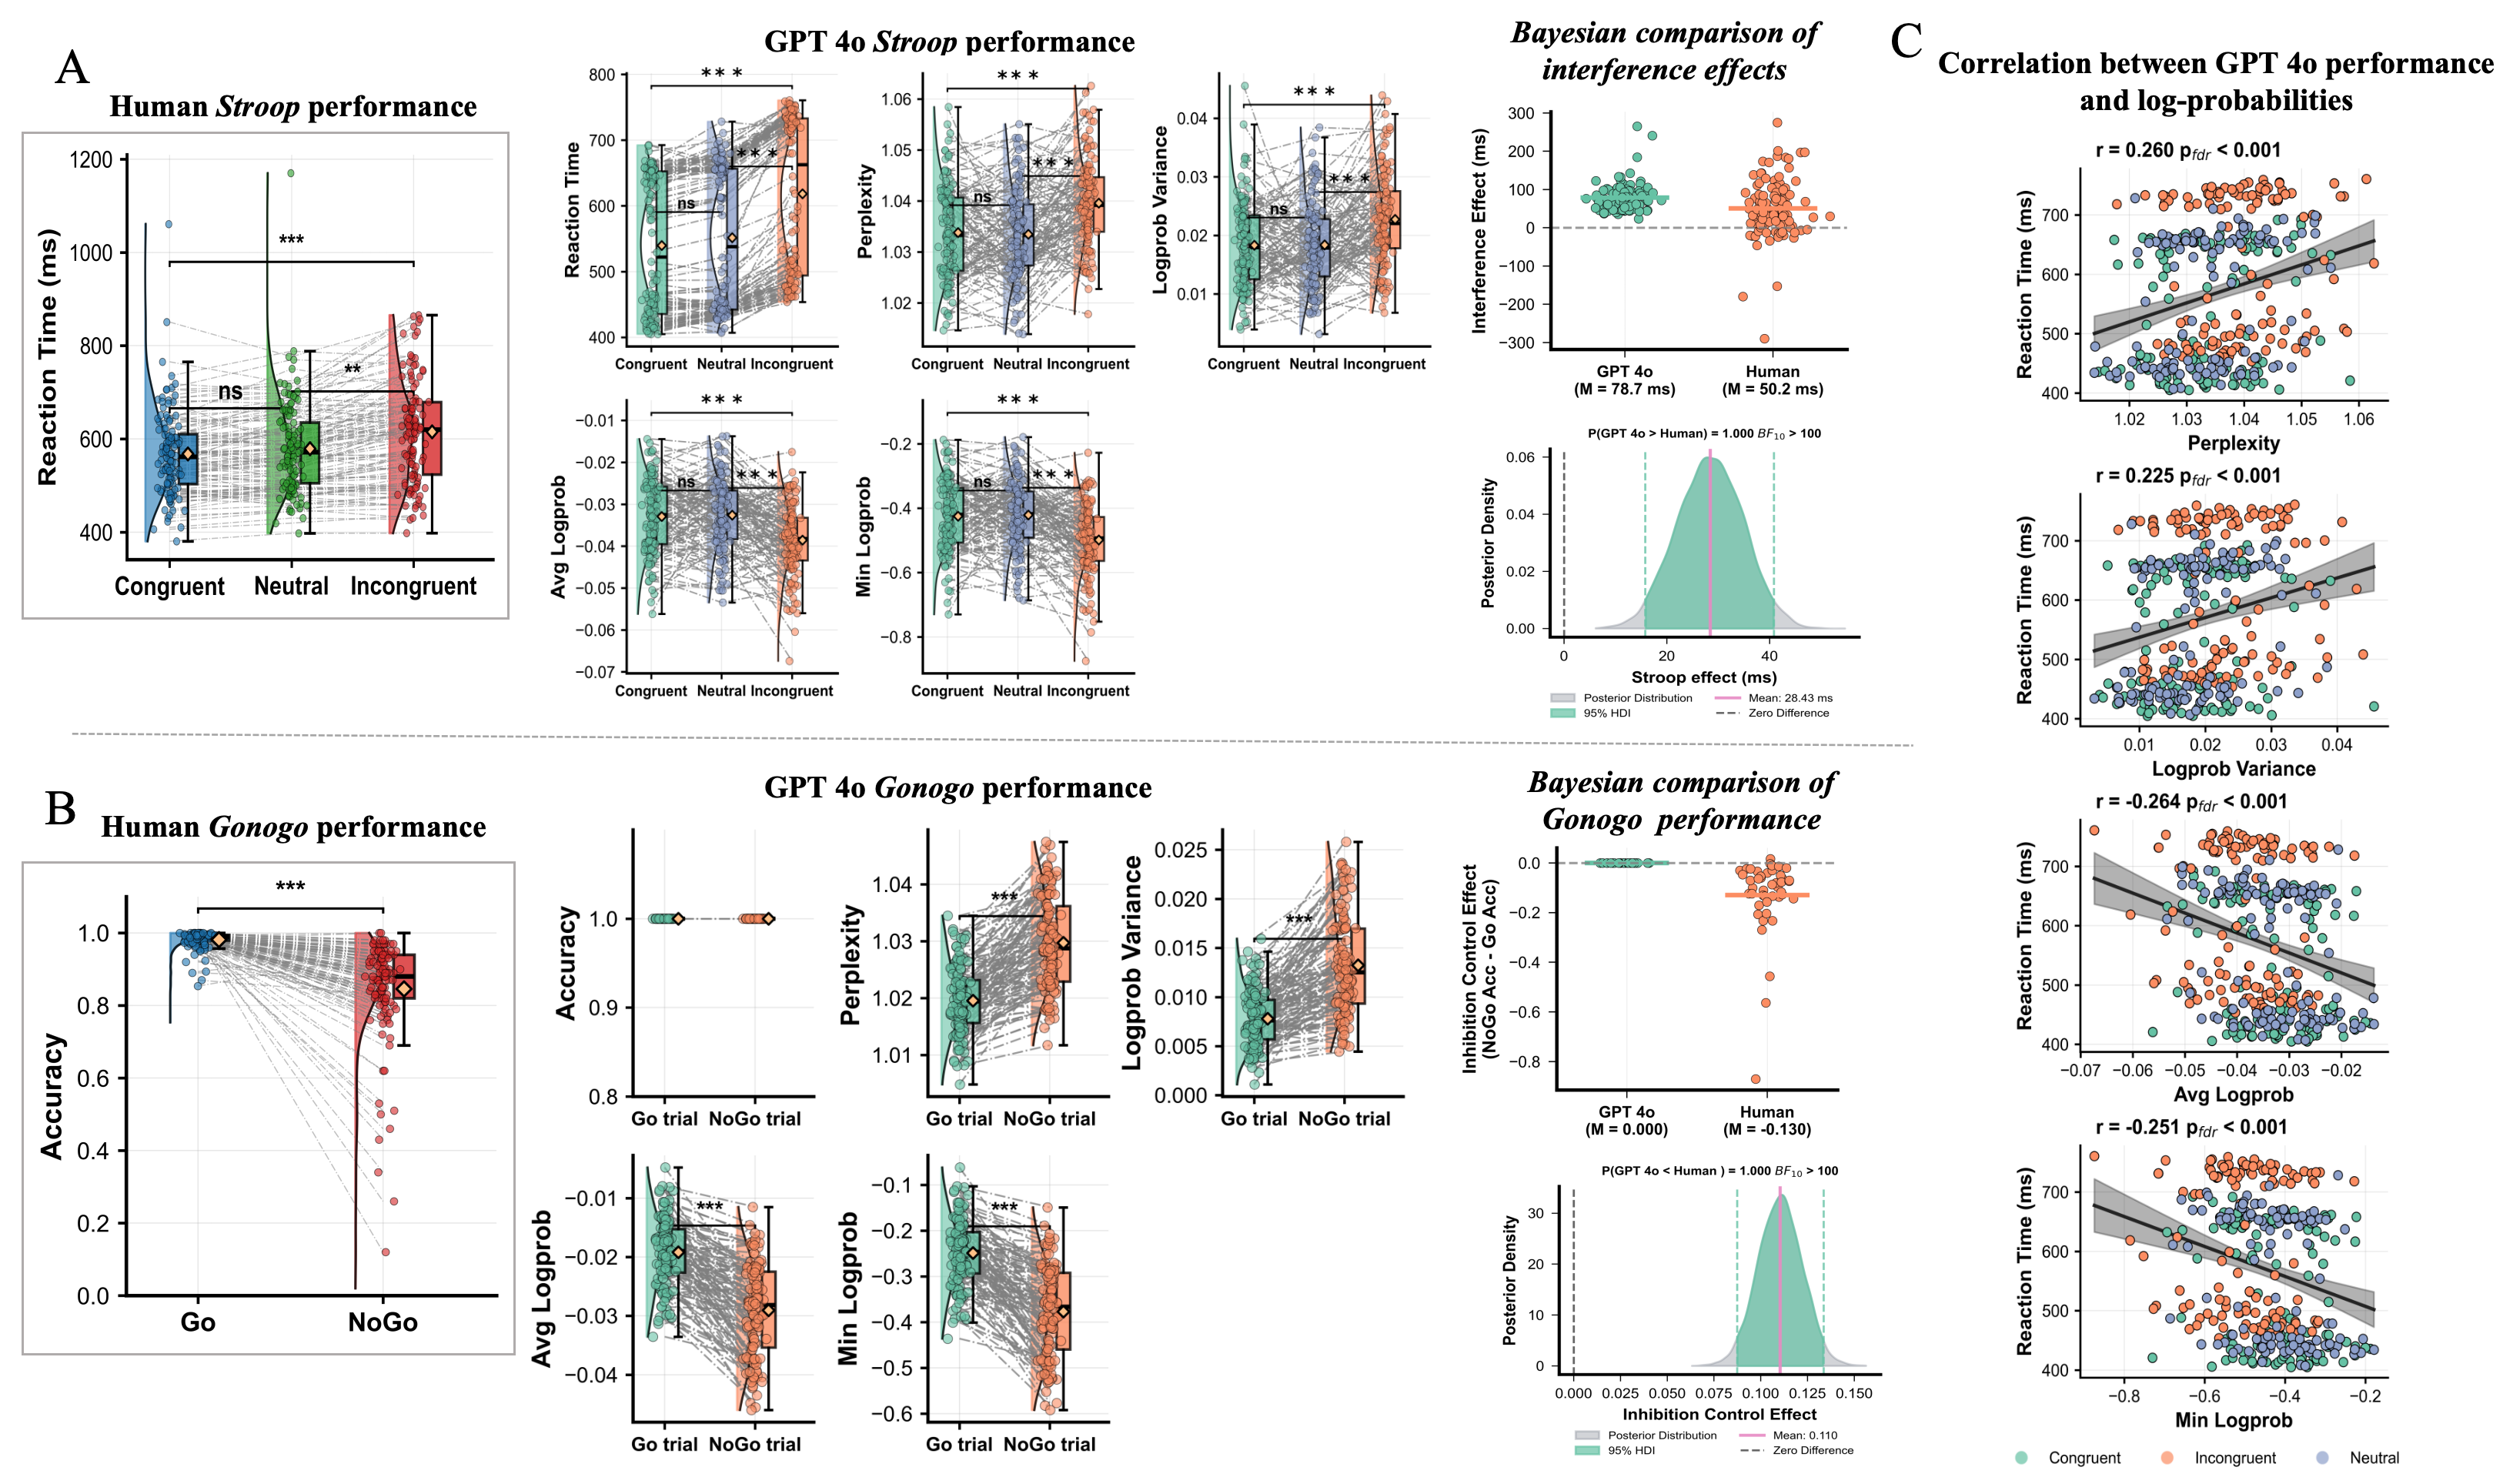 A
Human Stroop performance
1200
1000
800
600
400
Reaction Time (ms)
***
ns
**
Congruent
Neutral
Incongruent
GPT 4o Stroop performance
800
700
600
500
400
Reaction Time
***
***
ns
Congruent Neutral Incongruent
1.06
1.05
1.04
1.03
1.02
Perplexity
***
***
ns
Congruent Neutral Incongruent
0.04
0.03
0.02
0.01
Logprob Variance
***
***
ns
Congruent Neutral Incongruent
−0.01
−0.02
−0.03
−0.04
−0.05
−0.06
−0.07
Avg Logprob
***
***
ns
Congruent Neutral Incongruent
−0.2
−0.4
−0.6
−0.8
Min Logprob
***
***
ns
Congruent Neutral Incongruent
Bayesian comparison of
interference effects
300
200
100
0
−100
−200
−300
Interference Effect (ms)
GPT 4o
(M = 78.7 ms)
Human
(M = 50.2 ms)
P(GPT 4o > Human) = 1.000 BF10 > 100
0.06
0.04
0.02
0.00
Posterior Density
0
20
40
Stroop effect (ms)
Posterior Distribution
Mean: 28.43 ms
95% HDI
Zero Difference
B
Human Gonogo performance
***
1.0
0.8
0.6
0.4
0.2
0.0
Accuracy
Go
NoGo
GPT 4o Gonogo performance
1.0
0.9
0.8
Accuracy
Go trial NoGo trial
1.04
1.03
1.02
1.01
Perplexity
***
Go trial NoGo trial
0.025
0.020
0.015
0.010
0.005
0.000
Logprob Variance
***
Go trial NoGo trial
−0.01
−0.02
−0.03
−0.04
Avg Logprob
***
Go trial NoGo trial
−0.1
−0.2
−0.3
−0.4
−0.5
−0.6
Min Logprob
***
Go trial NoGo trial
Bayesian comparison of
Gonogo performance
0.0
−0.2
−0.4
−0.6
−0.8
Inhibition Control Effect
(NoGo Acc - Go Acc)
GPT 4o
(M = 0.000)
Human
(M = -0.130)
P(GPT 4o < Human ) = 1.000 BF10 > 100
30
20
10
0
Posterior Density
0.000 0.025 0.050 0.075 0.100 0.125 0.150
Inhibition Control Effect
Posterior Distribution
Mean: 0.110
95% HDI
Zero Difference
C
Correlation between GPT 4o performance
and log-probabilities
r = 0.260 pfdr < 0.001
700
600
500
400
Reaction Time (ms)
1.02 1.03 1.04 1.05 1.06
Perplexity
r = 0.225 pfdr < 0.001
700
600
500
400
Reaction Time (ms)
0.01 0.02 0.03 0.04
Logprob Variance
r = -0.264 pfdr < 0.001
700
600
500
400
Reaction Time (ms)
−0.07 −0.06 −0.05 −0.04 −0.03 −0.02
Avg Logprob
r = -0.251 pfdr < 0.001
700
600
500
400
Reaction Time (ms)
−0.8 −0.6 −0.4 −0.2
Min Logprob
Congruent
Incongruent
Neutral